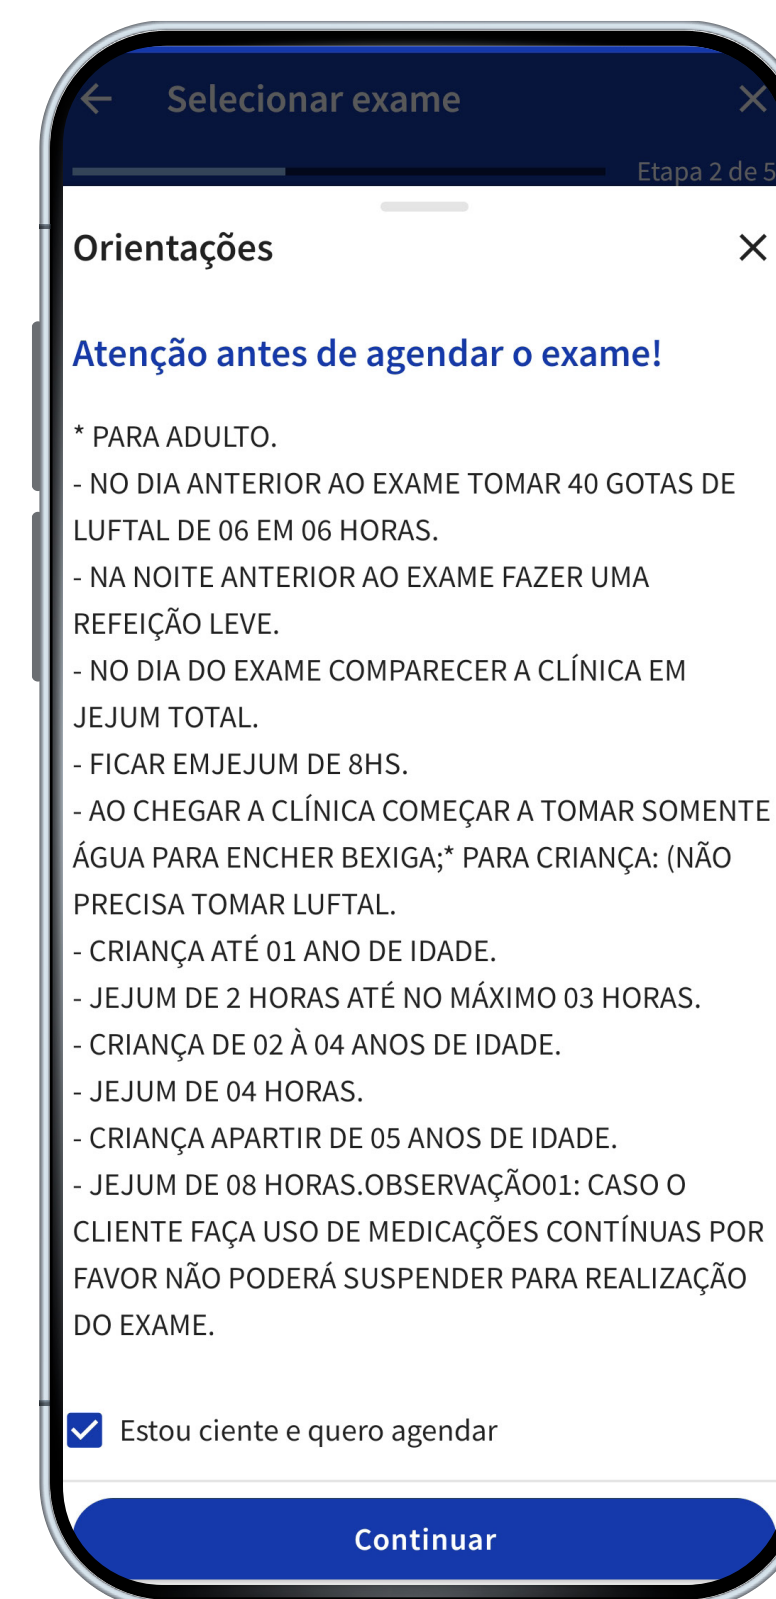 Selecionar exame
Etapa 2 de 5
Orientações
Atenção antes de agendar o exame!
* PARA ADULTO.
- NO DIA ANTERIOR AO EXAME TOMAR 40 GOTAS DE
LUFTAL DE 06 EM 06 HORAS.
- NA NOITE ANTERIOR AO EXAME FAZER UMA
REFEIÇÃO LEVE.
- NO DIA DO EXAME COMPARECER A CLÍNICA EM
JEJUM TOTAL.
- FICAR EMJEJUM DE 8HS.
- AO CHEGAR A CLÍNICA COMEÇAR A TOMAR SOMENTE
ÁGUA PARA ENCHER BEXIGA;* PARA CRIANÇA: (NÃO
PRECISA TOMAR LUFTAL.
- CRIANÇA ATÉ 01 ANO DE IDADE.
- JEJUM DE 2 HORAS ATÉ NO MÁXIMO 03 HORAS.
- CRIANÇA DE 02 À 04 ANOS DE IDADE.
- JEJUM DE 04 HORAS.
- CRIANÇA APARTIR DE 05 ANOS DE IDADE.
- JEJUM DE 08 HORAS.OBSERVAÇÃO01: CASO O
CLIENTE FAÇA USO DE MEDICAÇÕES CONTÍNUAS POR
FAVOR NÃO PODERÁ SUSPENDER PARA REALIZAÇÃO
DO EXAME.
Estou ciente e quero agendar
Continuar